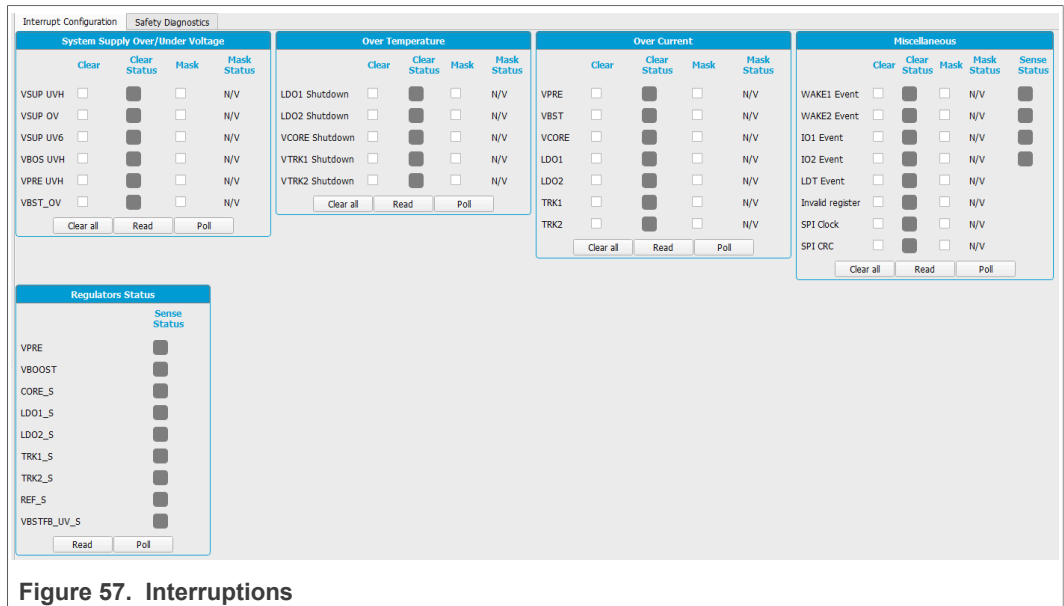 Interrupt Configuration Safety Diagnostics
System Supply Over/Under Voltage
Clear Clear Status Mask Mask Status
VSUP UVH N/V
VSUP OV N/V
VSUP UV6 N/V
VBOS UVH N/V
VPRE UVH N/V
VBST_OV N/V
Clear all Read Poll
Over Temperature
Clear Clear Status Mask Mask Status
LDO1 Shutdown N/V
LDO2 Shutdown N/V
VCORE Shutdown N/V
VTRK1 Shutdown N/V
VTRK2 Shutdown N/V
Clear all Read Poll
Over Current
Clear Clear Status Mask Mask Status
VPRE N/V
VBST N/V
VCORE N/V
LDO1 N/V
LDO2 N/V
TRK1 N/V
TRK2 N/V
Clear all Read Poll
Miscellaneous
Clear Clear Status Mask Mask Status Sense Status
WAKE1 Event N/V
WAKE2 Event N/V
IO1 Event N/V
IO2 Event N/V
LDT Event N/V
Invalid register N/V
SPI Clock N/V
SPI CRC N/V
Clear all Read Poll
Regulators Status
Sense Status
VPRE
VBOOST
CORE_S
LDO1_S
LDO2_S
TRK1_S
TRK2_S
REF_S
VBSTFB_UV_S
Read Poll
Figure 57. Interruptions